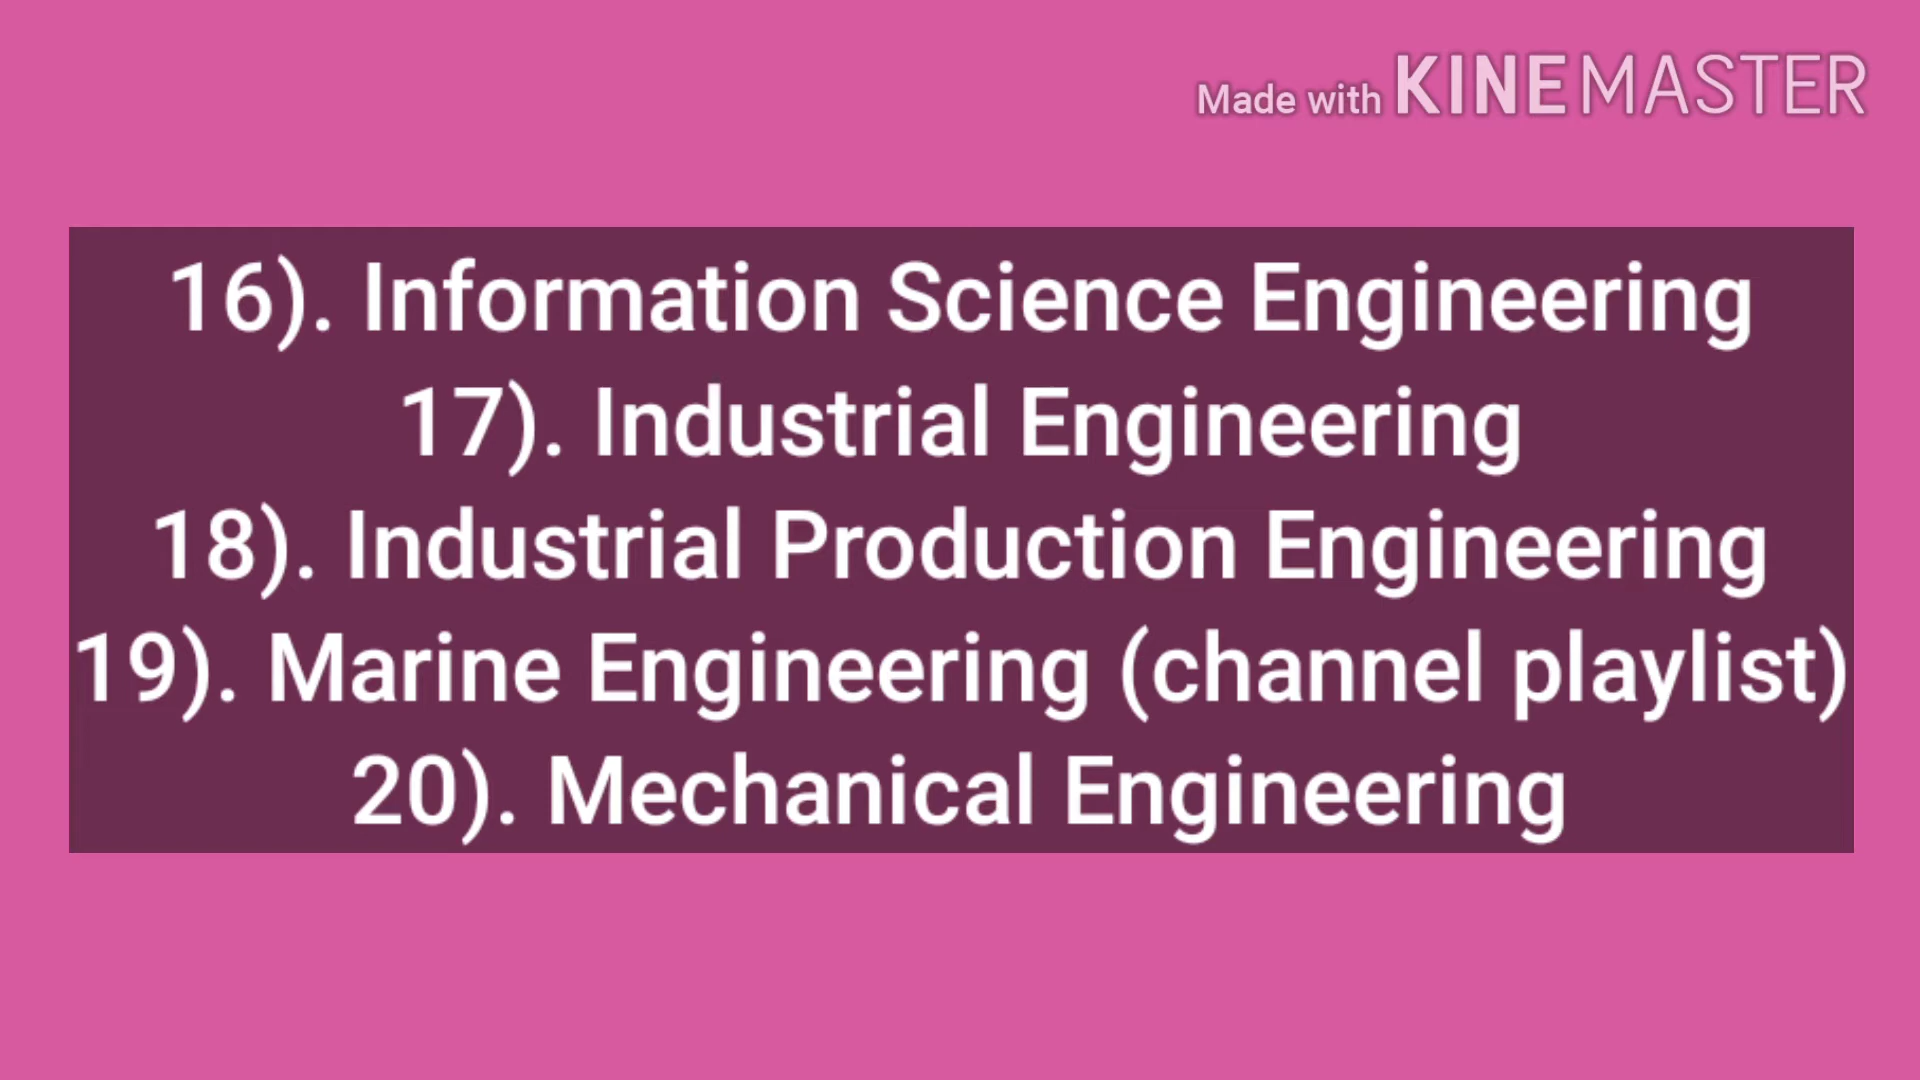 Made with KINEMASTER
16). Information Science Engineering
17). Industrial Engineering
18). Industrial Production Engineering
19). Marine Engineering (channel playlist)
20). Mechanical Engineering